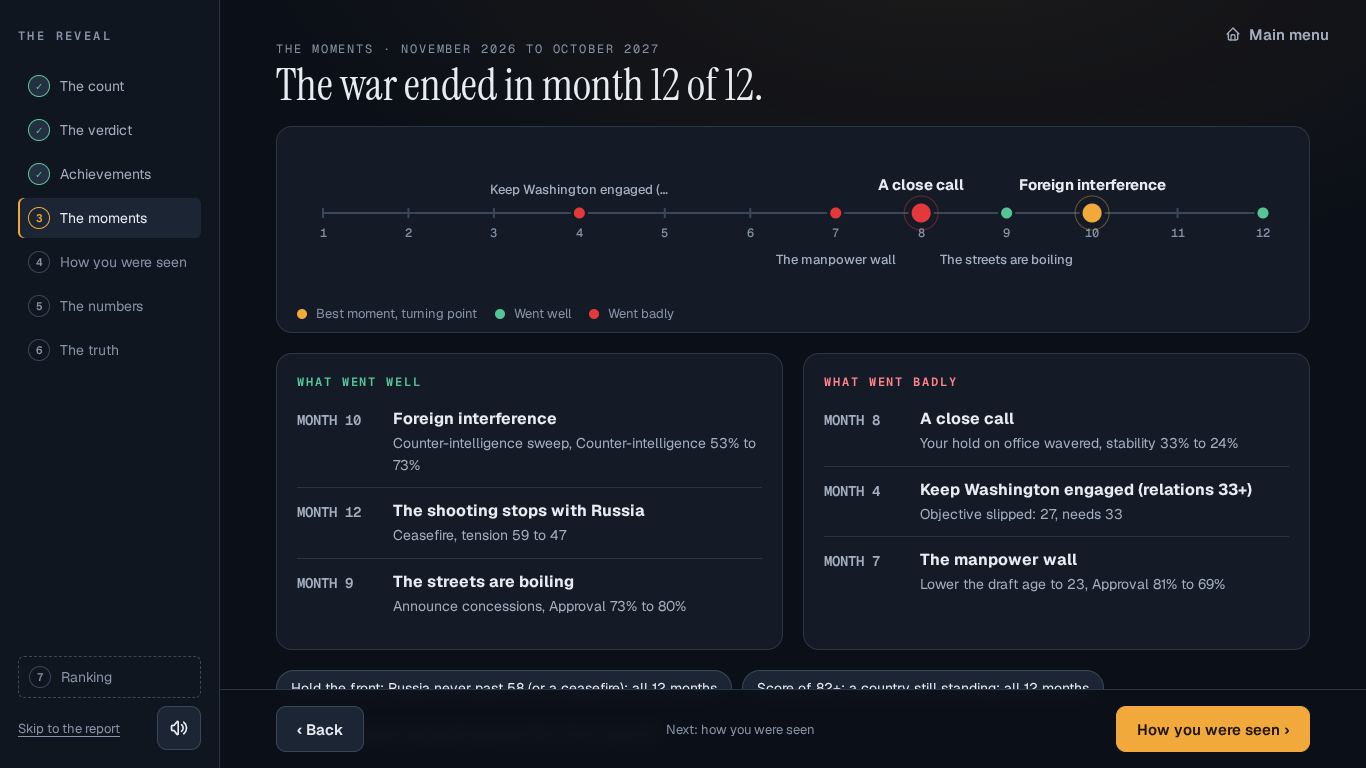 THE REVEAL
✓ The count
✓ The verdict
✓ Achievements
3 The moments
4 How you were seen
5 The numbers
6 The truth
7 Ranking
Skip to the report
Main menu
THE MOMENTS · NOVEMBER 2026 TO OCTOBER 2027
The war ended in month 12 of 12.
Keep Washington engaged (…
A close call
Foreign interference
1 2 3 4 5 6 7 8 9 10 11 12
The manpower wall
The streets are boiling
Best moment, turning point
Went well
Went badly
WHAT WENT WELL
MONTH 10 Foreign interference
Counter-intelligence sweep, Counter-intelligence 53% to
73%
MONTH 12 The shooting stops with Russia
Ceasefire, tension 59 to 47
MONTH 9 The streets are boiling
Announce concessions, Approval 73% to 80%
WHAT WENT BADLY
MONTH 8 A close call
Your hold on office wavered, stability 33% to 24%
MONTH 4 Keep Washington engaged (relations 33+)
Objective slipped: 27, needs 33
MONTH 7 The manpower wall
Lower the draft age to 23, Approval 81% to 69%
Hold the front: Russia never past 58 (or a ceasefire): all 12 months
Score of 82+: a country still standing: all 12 months
‹ Back
Next: how you were seen
How you were seen ›